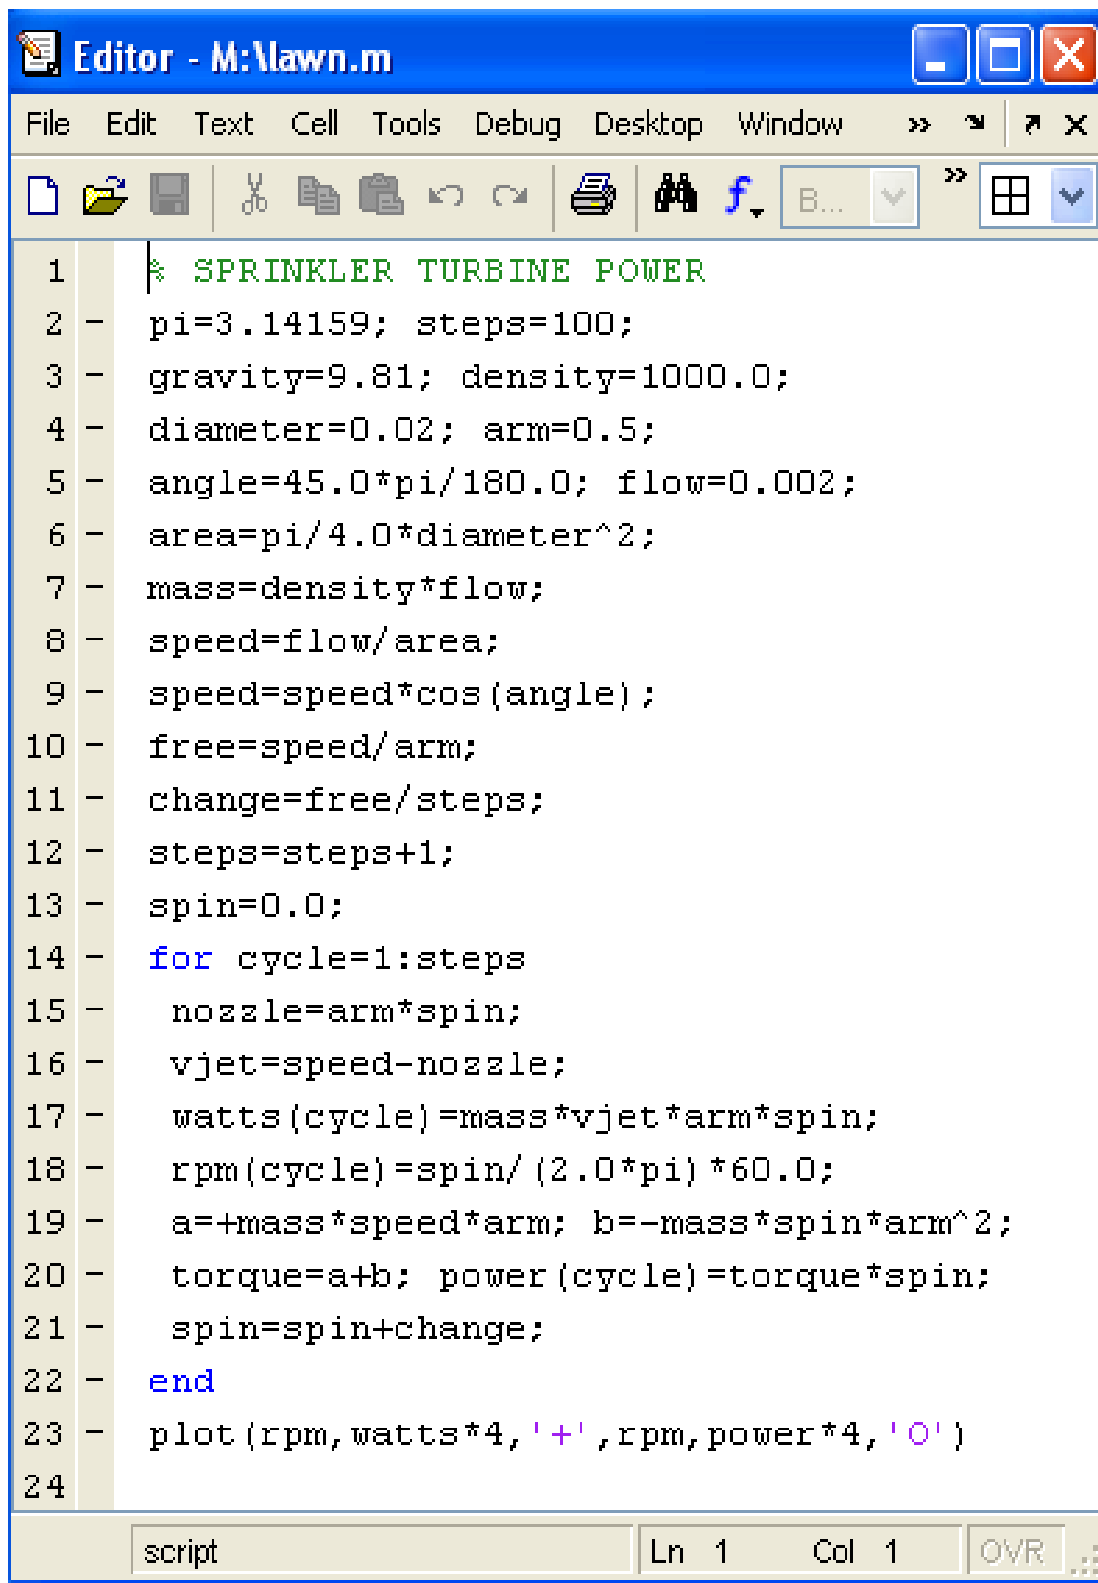 Editor - M:\lawn.m
File Edit Text Cell Tools Debug Desktop Window
B...
1 % SPRINKLER TURBINE POWER
2 - pi=3.14159; steps=100;
3 - gravity=9.81; density=1000.0;
4 - diameter=0.02; arm=0.5;
5 - angle=45.0*pi/180.0; flow=0.002;
6 - area=pi/4.0*diameter^2;
7 - mass=density*flow;
8 - speed=flow/area;
9 - speed=speed*cos(angle);
10 - free=speed/arm;
11 - change=free/steps;
12 - steps=steps+1;
13 - spin=0.0;
14 - for cycle=1:steps
15 - nozzle=arm*spin;
16 - vjet=speed-nozzle;
17 - watts(cycle)=mass*vjet*arm*spin;
18 - rpm(cycle)=spin/(2.0*pi)*60.0;
19 - a=+mass*speed*arm; b=-mass*spin*arm^2;
20 - torque=a+b; power(cycle)=torque*spin;
21 - spin=spin+change;
22 - end
23 - plot(rpm,watts*4,'+',rpm,power*4,'O')
24
script Ln 1 Col 1 OVR